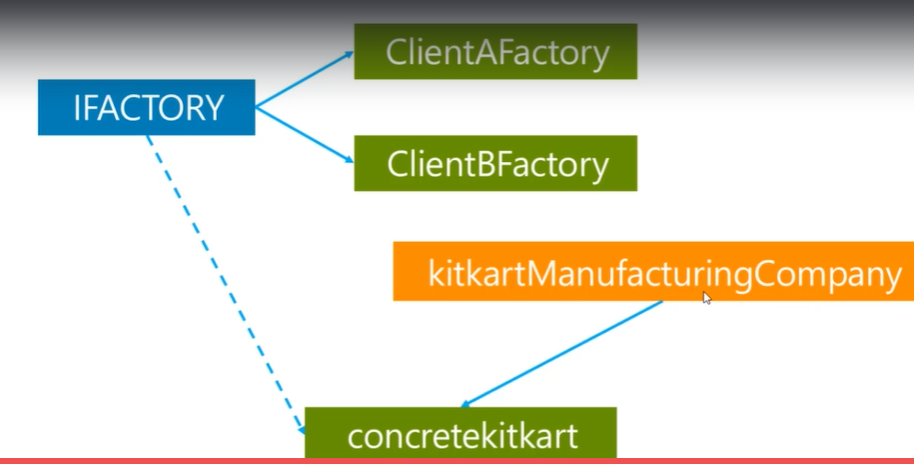 ClientAFactory
IFACTORY
ClientBFactory
kitkartManufacturingCompany
concretekitkart